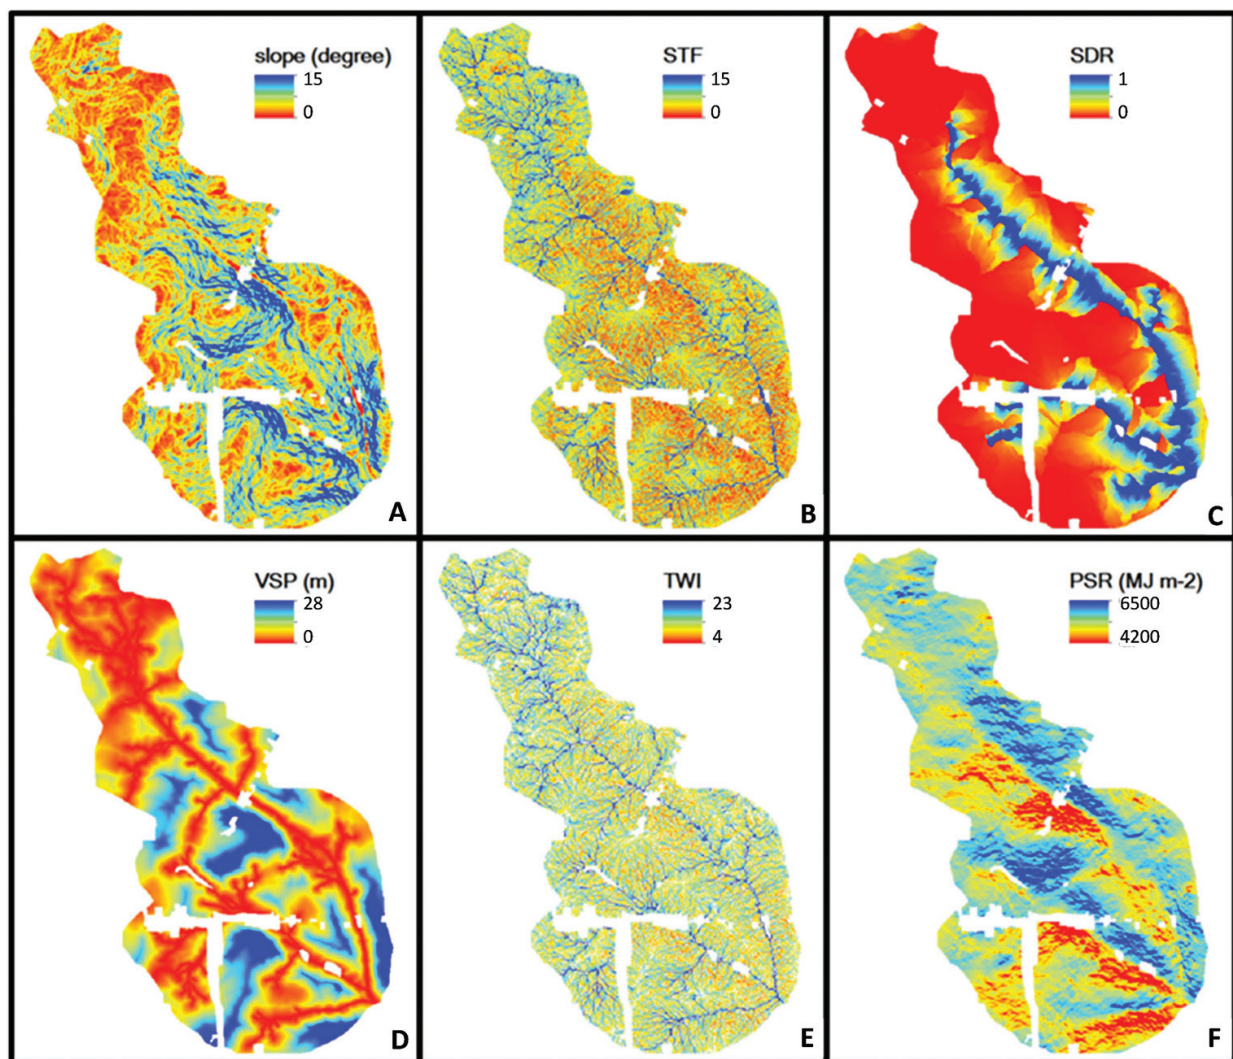 slope (degree)
15
0
A
STF
15
0
B
SDR
1
0
C
VSP (m)
28
0
D
TWI
23
4
E
PSR (MJ m-2)
6500
4200
F